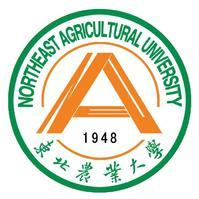 NORTHEAST AGRICULTURAL UNIVERSITY
1948
東北農業大學